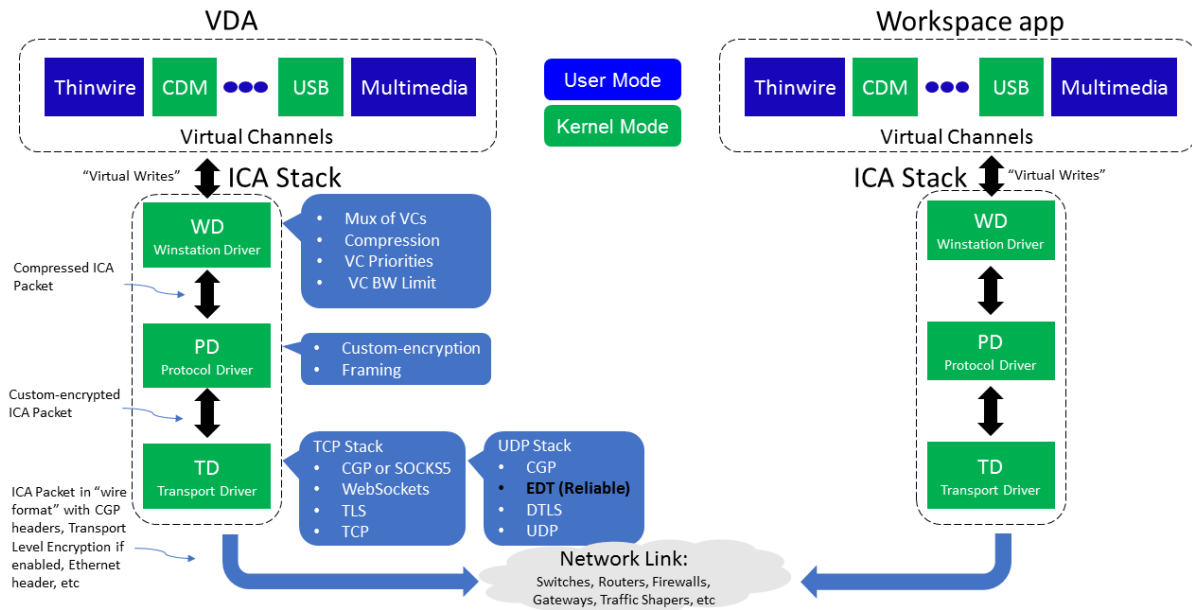 VDA
Thinwire
CDM
USB
Multimedia
Virtual Channels
User Mode
Kernel Mode
Workspace app
Thinwire
CDM
USB
Multimedia
Virtual Channels
“Virtual Writes”
ICA Stack
WD
Winstation Driver
• Mux of VCs
• Compression
• VC Priorities
• VC BW Limit
Compressed ICA
Packet
PD
Protocol Driver
• Custom-encryption
• Framing
Custom-encrypted
ICA Packet
TD
Transport Driver
TCP Stack
• CGP or SOCKS5
• WebSockets
• TLS
• TCP
UDP Stack
• CGP
• EDT (Reliable)
• DTLS
• UDP
ICA Packet in “wire
format” with CGP
headers, Transport
Level Encryption if
enabled, Ethernet
header, etc
ICA Stack
“Virtual Writes”
WD
Winstation Driver
PD
Protocol Driver
TD
Transport Driver
Network Link:
Switches, Routers, Firewalls,
Gateways, Traffic Shapers, etc